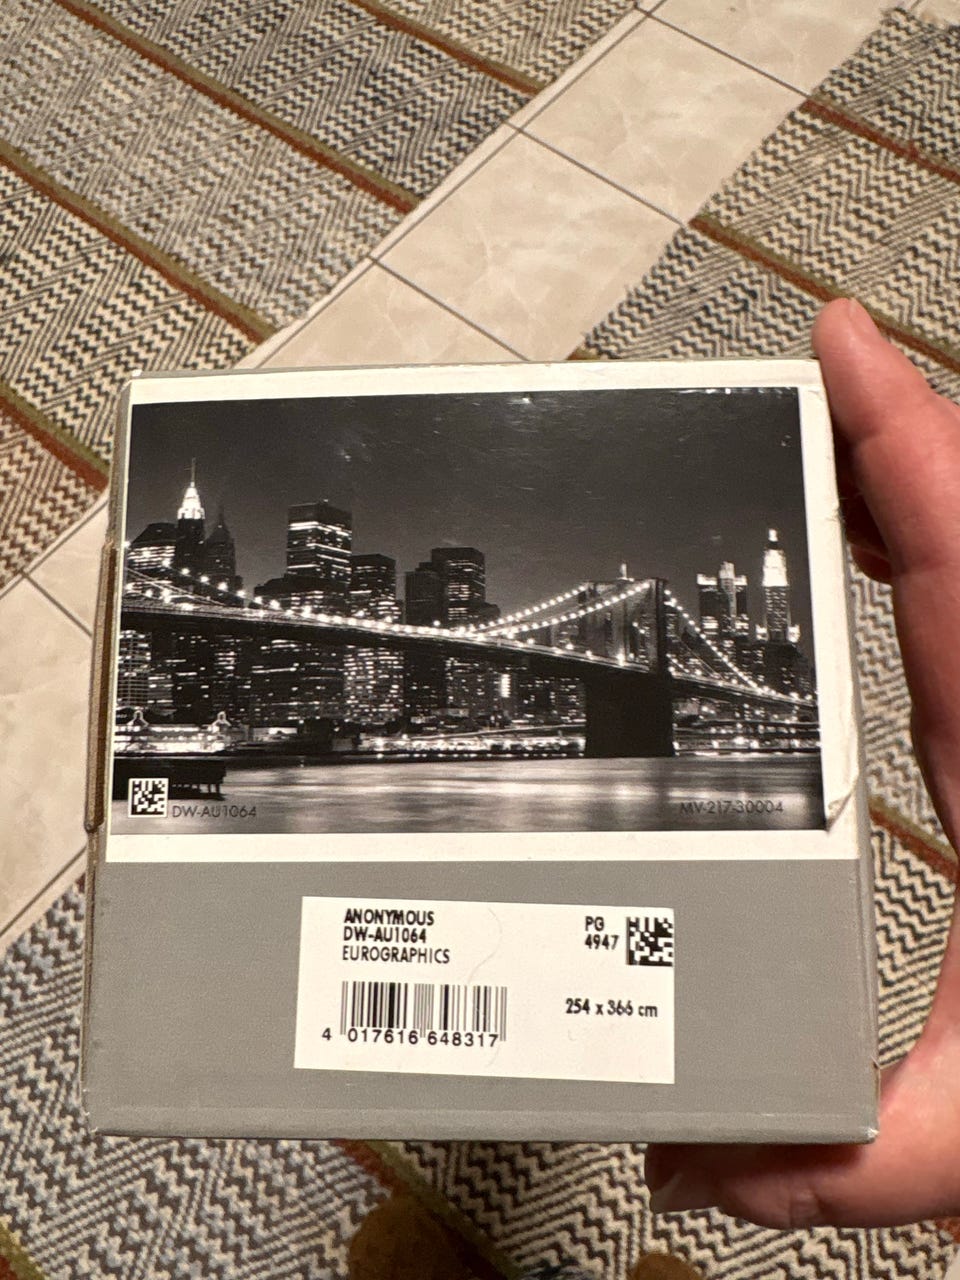 DW-AU1064
MV-217-30004
ANONYMOUS
DW-AU1064
EUROGRAPHICS
PG
4947
254 x 366 cm
4 017616 648317